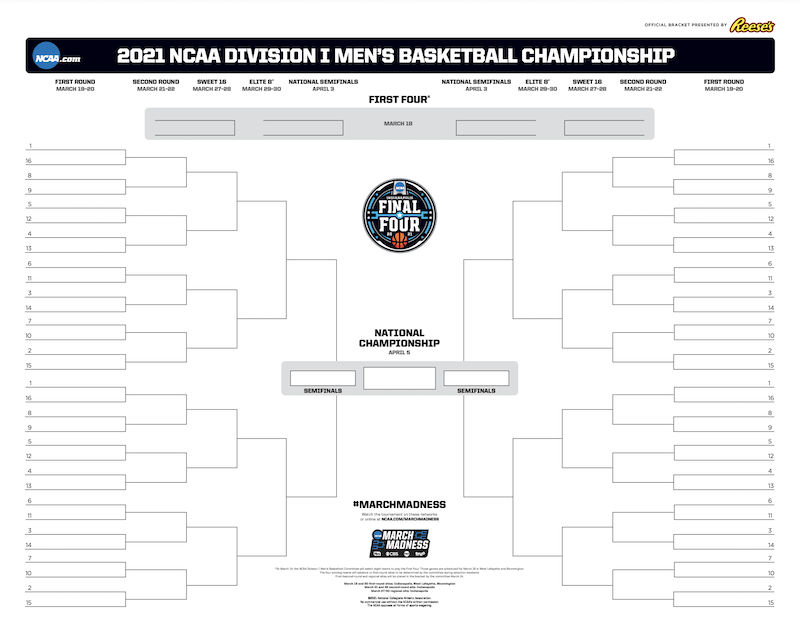 OFFICIAL BRACKET PRESENTED BY Reese's
NCAA.com
2021 NCAA® DIVISION I MEN'S BASKETBALL CHAMPIONSHIP
FIRST ROUND
MARCH 19-20
SECOND ROUND
MARCH 21-22
SWEET 16
MARCH 27-28
ELITE 8®
MARCH 29-30
NATIONAL SEMIFINALS
APRIL 3
NATIONAL SEMIFINALS
APRIL 3
ELITE 8®
MARCH 29-30
SWEET 16
MARCH 27-28
SECOND ROUND
MARCH 21-22
FIRST ROUND
MARCH 19-20
FIRST FOUR®
MARCH 18
1
16
8
9
5
12
4
13
6
11
3
14
7
10
2
15
1
16
8
9
5
12
4
13
6
11
3
14
7
10
2
15
NCAA
INDIANAPOLIS
FINAL
FOUR
20 21
NATIONAL
CHAMPIONSHIP
APRIL 5
SEMIFINALS
SEMIFINALS
#MARCHMADNESS
Watch the tournament on these networks
or online at NCAA.COM/MARCHMADNESS
MARCH
MADNESS
CBS
1
16
8
9
5
12
4
13
6
11
3
14
7
10
2
15
1
16
8
9
5
12
4
13
6
11
3
14
7
10
2
15